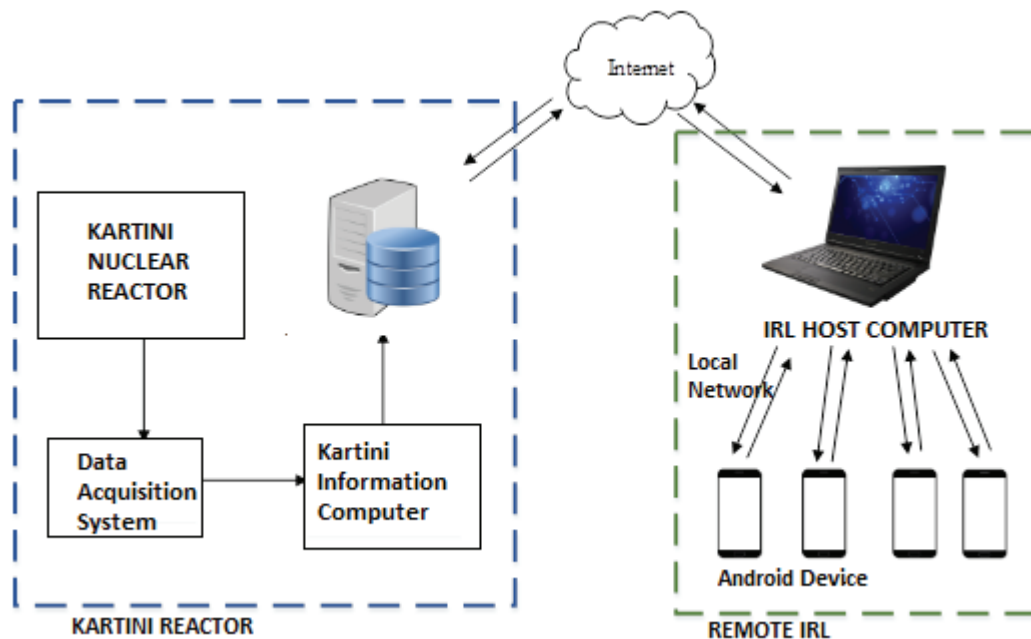 Internet
KARTINI
NUCLEAR
REACTOR
Data
Acquisition
System
Kartini
Information
Computer
KARTINI REACTOR
IRL HOST COMPUTER
Local
Network
Android Device
REMOTE IRL